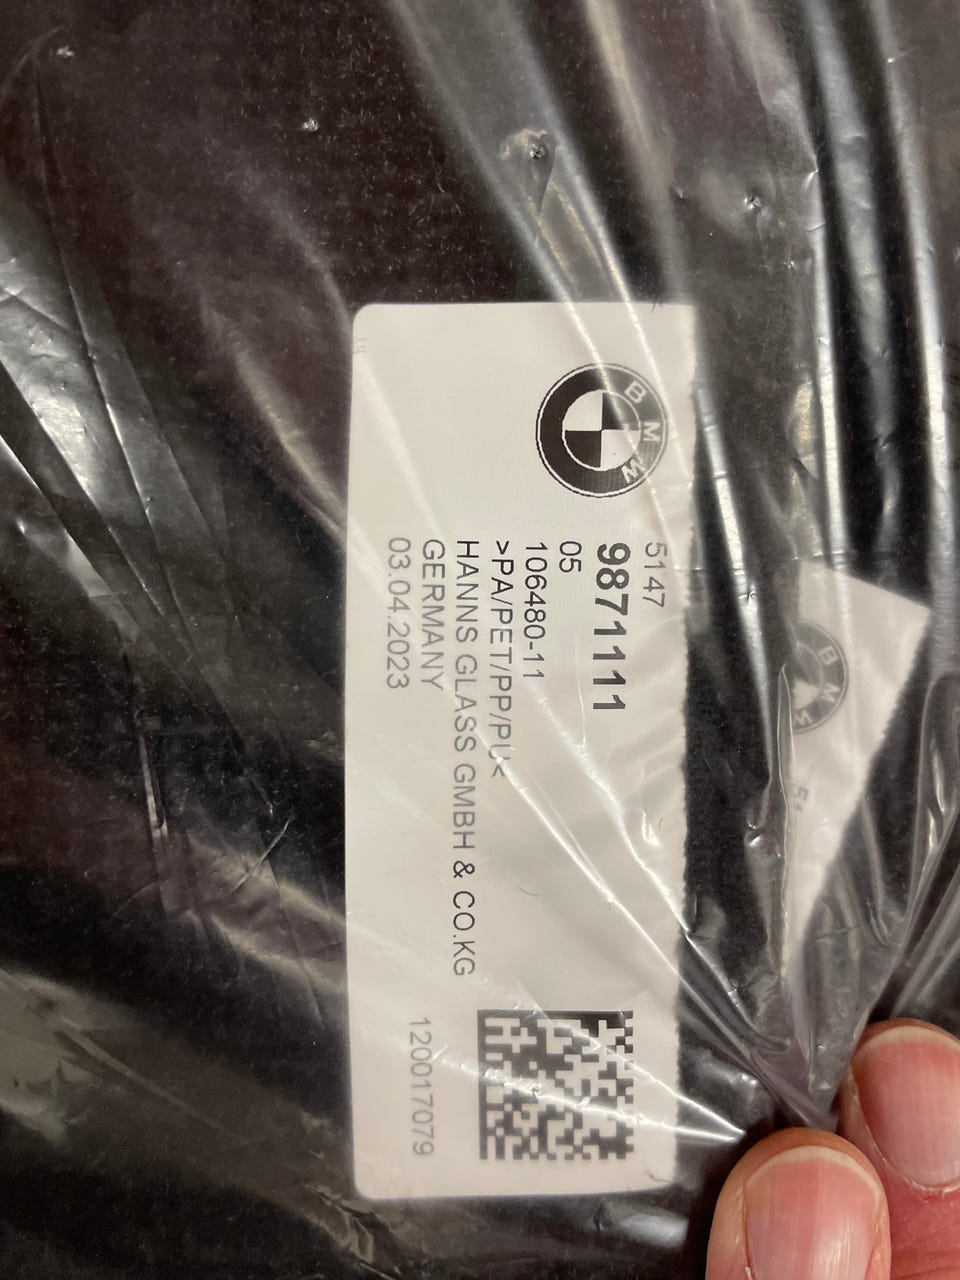 BMW
5147
9871111
05
106480-11
>PA/PET/PP/PU<
HANNS GLASS GMBH & CO.KG
GERMANY
03.04.2023
120017079
BMW